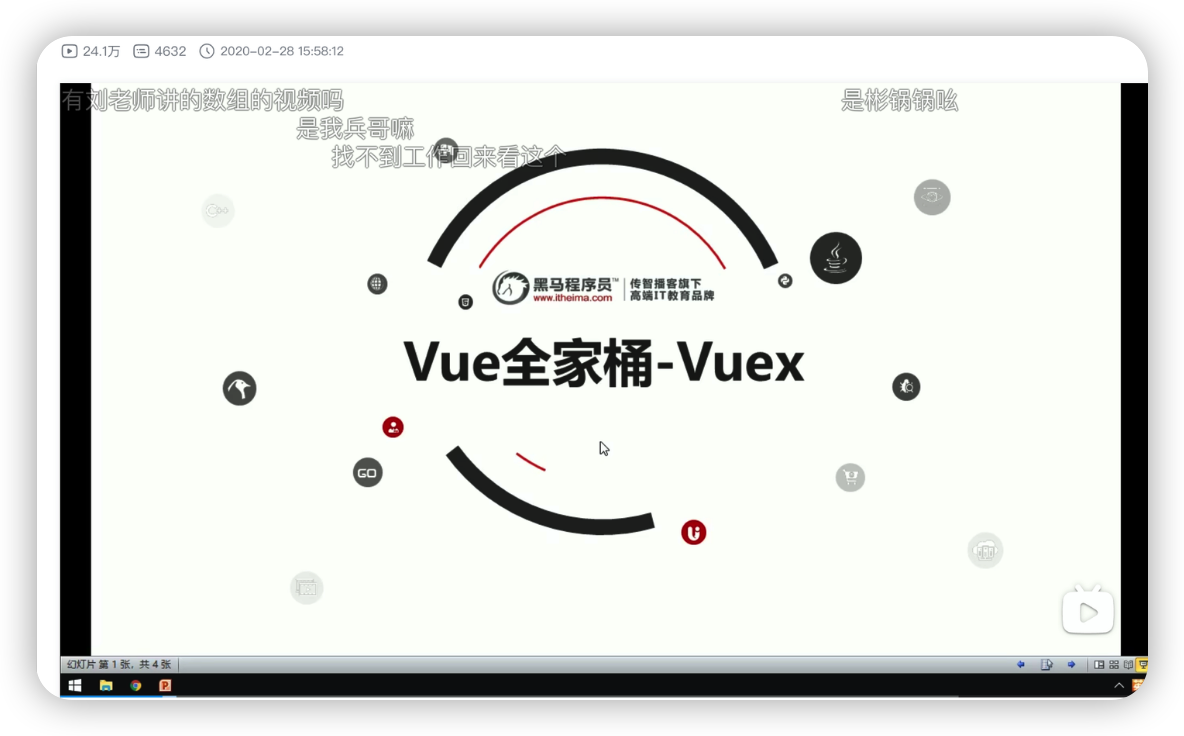 24.1万 4632 2020-02-28 15:58:12
有刘老师讲的数组的视频吗 是彬锅锅吆
是我兵哥嘛
找不到工作回来看这个
黑马程序员™ 传智播客旗下
www.itheima.com 高端IT教育品牌
Vue全家桶-Vuex
GO
幻灯片 第 1 张，共 4 张